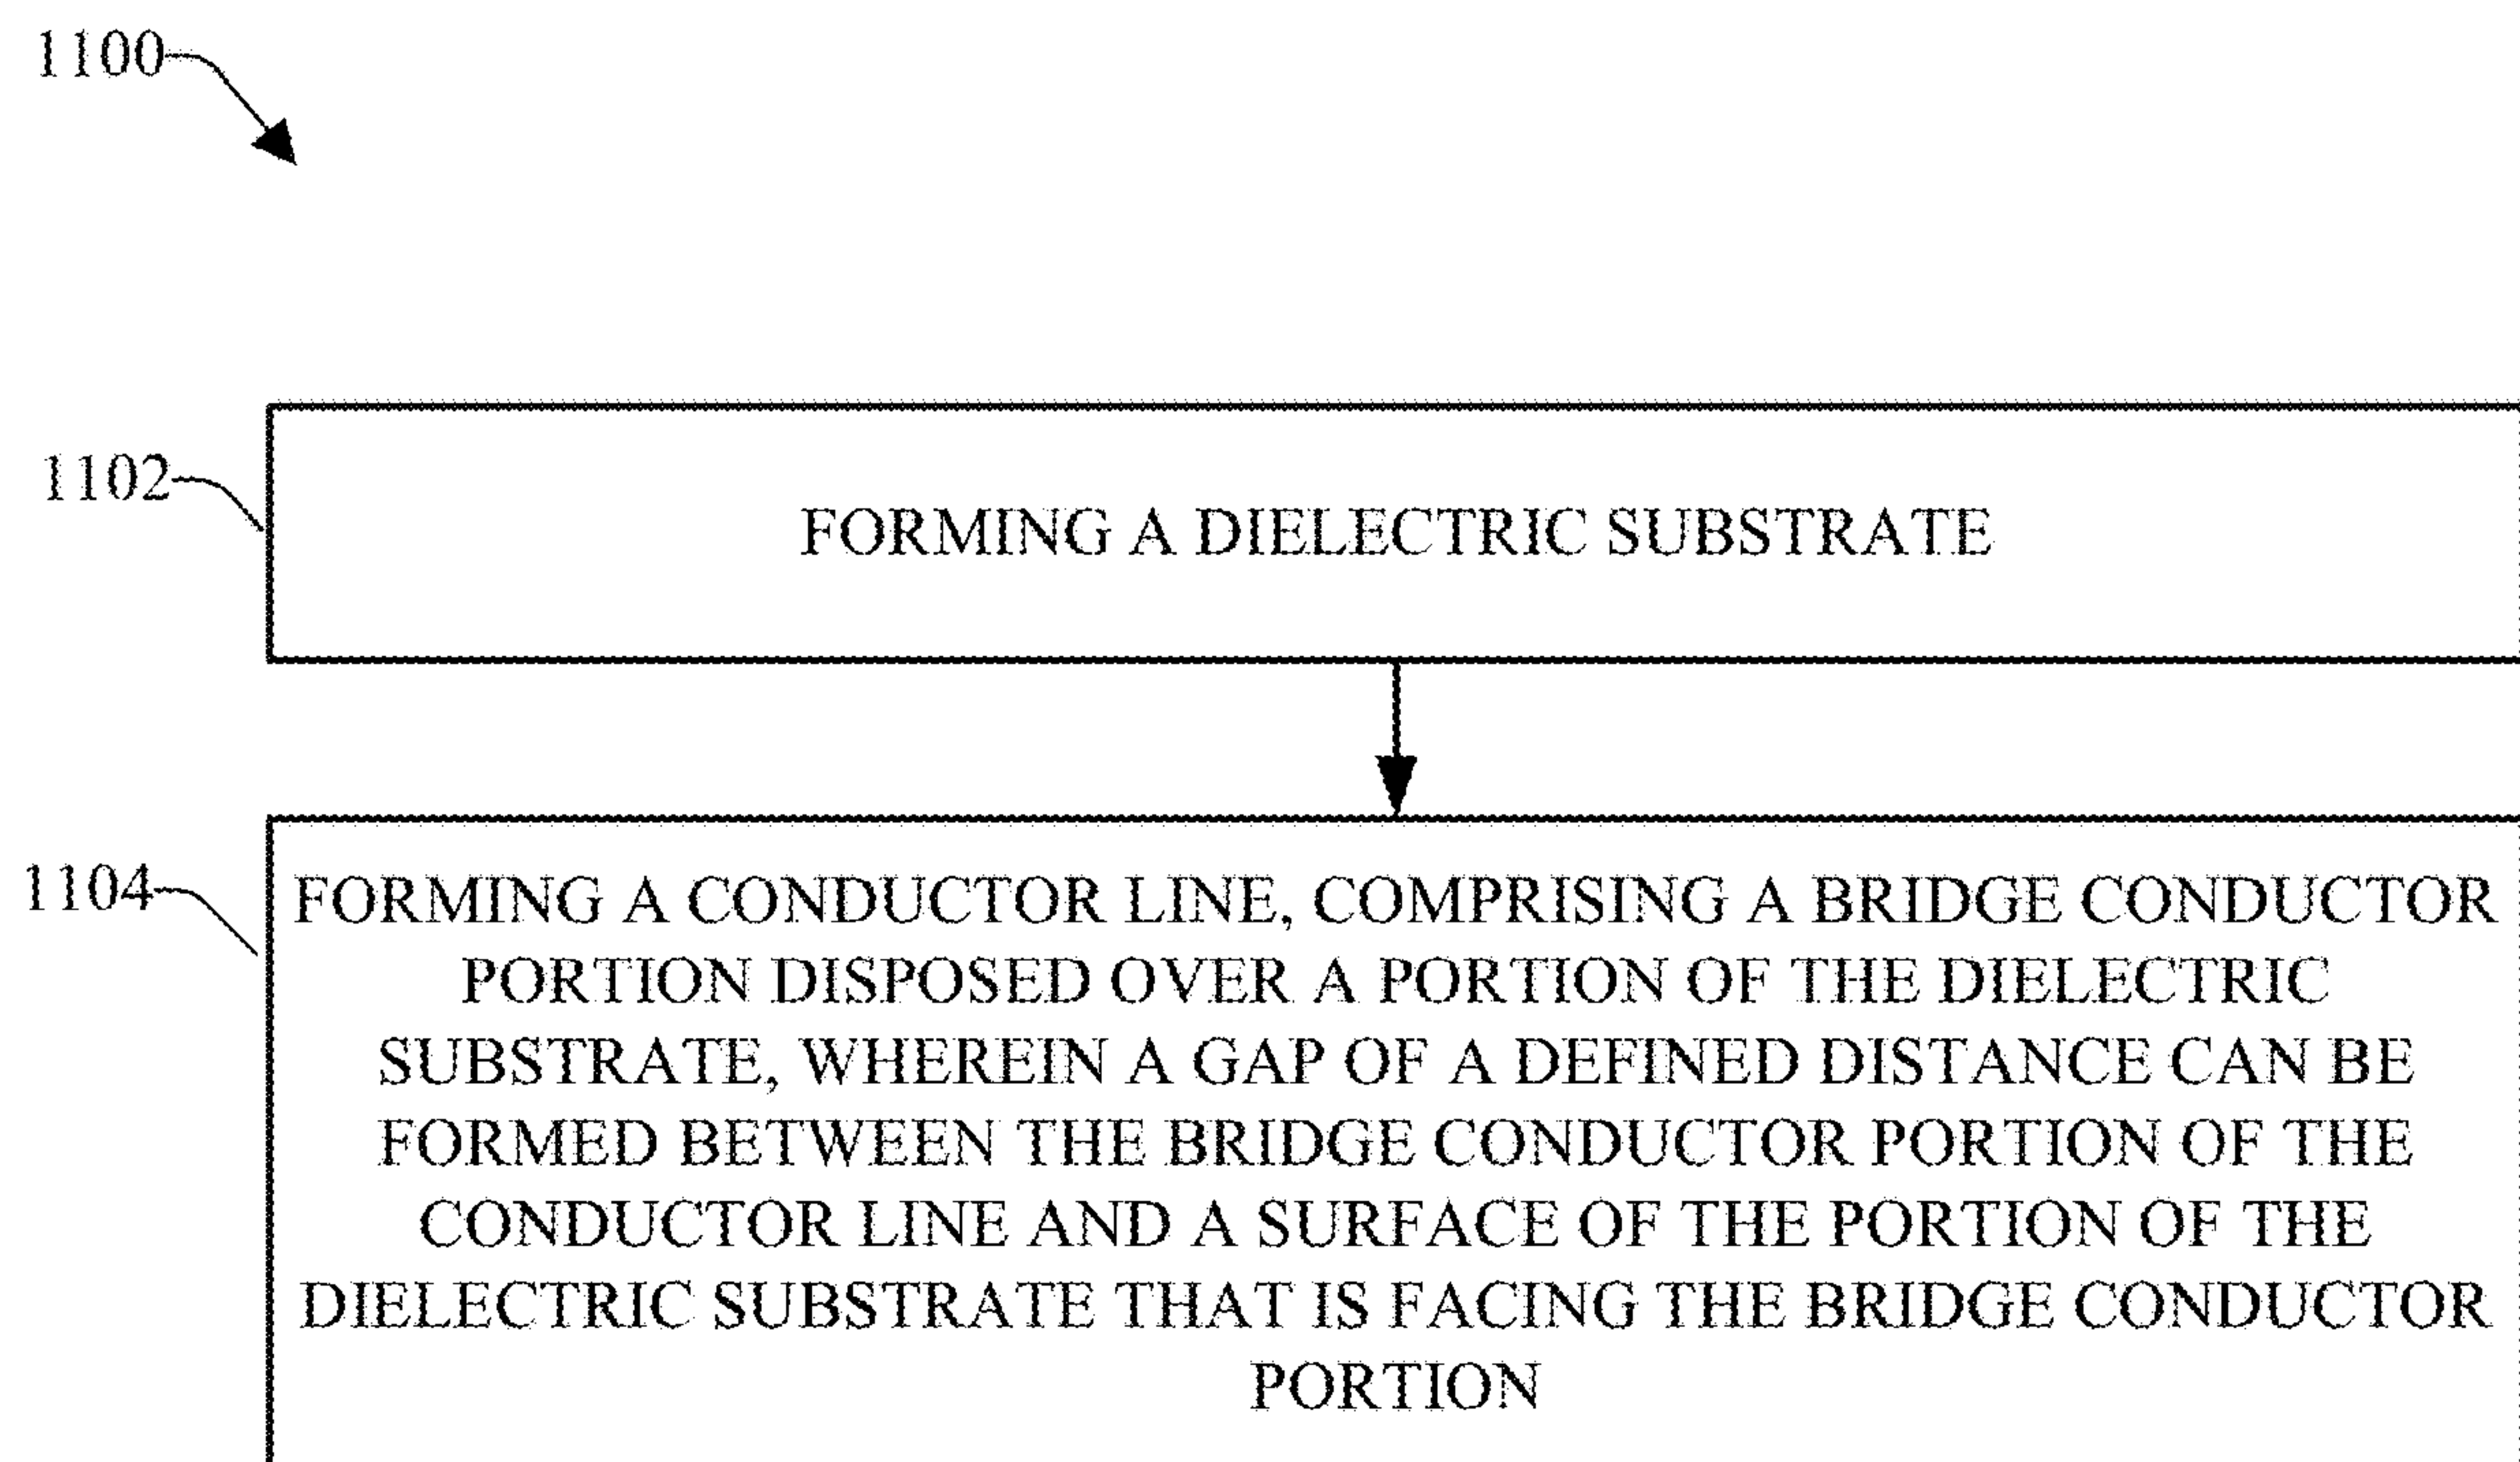 1100
1102
FORMING A DIELECTRIC SUBSTRATE
1104
FORMING A CONDUCTOR LINE, COMPRISING A BRIDGE CONDUCTOR
PORTION DISPOSED OVER A PORTION OF THE DIELECTRIC
SUBSTRATE, WHEREIN A GAP OF A DEFINED DISTANCE CAN BE
FORMED BETWEEN THE BRIDGE CONDUCTOR PORTION OF THE
CONDUCTOR LINE AND A SURFACE OF THE PORTION OF THE
DIELECTRIC SUBSTRATE THAT IS FACING THE BRIDGE CONDUCTOR
PORTION